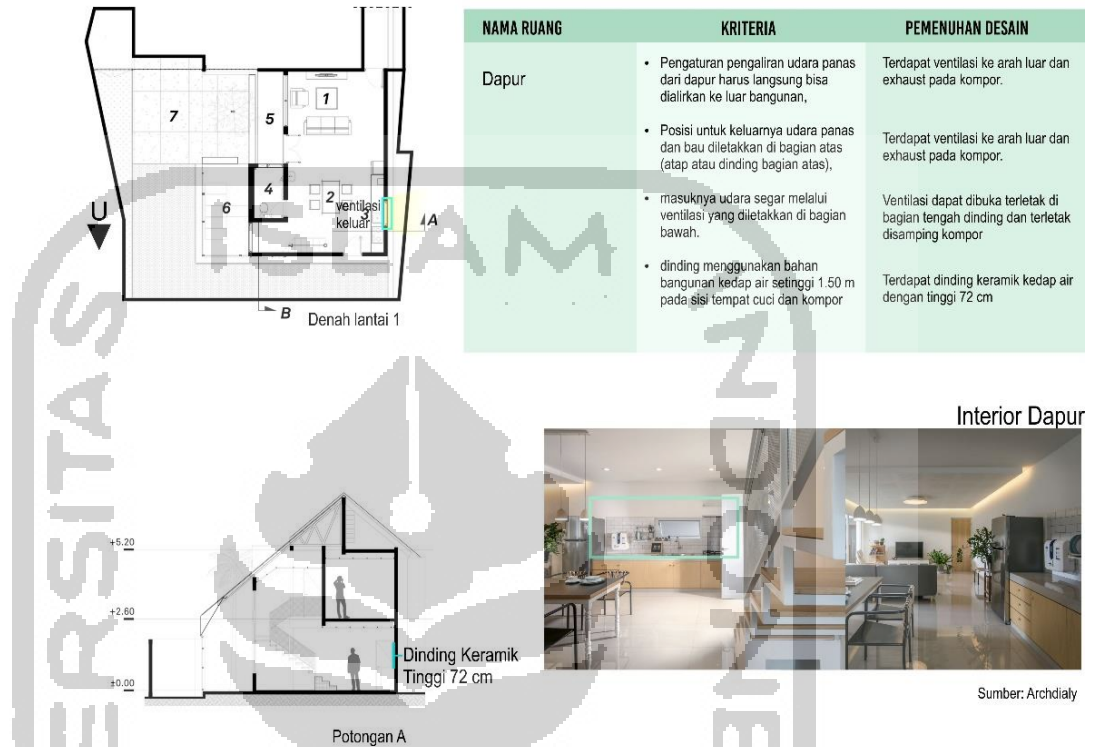 NAMA RUANG
KRITERIA
PEMENUHAN DESAIN
Dapur
• Pengaturan pengaliran udara panas
dari dapur harus langsung bisa
dialirkan ke luar bangunan,
Terdapat ventilasi ke arah luar dan
exhaust pada kompor.
• Posisi untuk keluarnya udara panas
dan bau diletakkan di bagian atas
(atap atau dinding bagian atas),
Terdapat ventilasi ke arah luar dan
exhaust pada kompor.
• masuknya udara segar melalui
ventilasi yang diletakkan di bagian
bawah.
Ventilasi dapat dibuka terletak di
bagian tengah dinding dan terletak
disamping kompor
• dinding menggunakan bahan
bangunan kedap air setinggi 1.50 m
pada sisi tempat cuci dan kompor
Terdapat dinding keramik kedap air
dengan tinggi 72 cm
1
7
5
4
2
ventilasi
keluar
3
6
A
U
B
Denah lantai 1
ISLAM
Interior Dapur
+5.20
+2.60
+0.00
Dinding Keramik
Tinggi 72 cm
Potongan A
Sumber: Archdialy